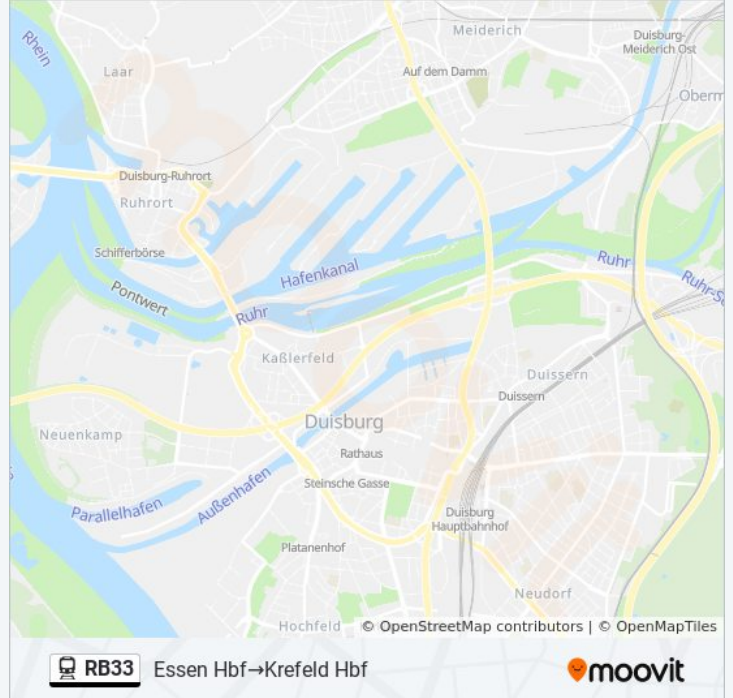 Rhein
Meiderich
Duisburg-
Meiderich Ost
Laar
Auf dem Damm
Oberm
Duisburg-Ruhrort
Ruhrort
Schifferbörse
Hafenkanal
Ruhr
Pontwert
Ruhr-S
Ruhr
Kaßlerfeld
Duissern
Duissern
Duisburg
Neuenkamp
Rathaus
Steinsche Gasse
Außenhafen
Parallelhafen
Duisburg
Hauptbahnhof
Platanenhof
Neudorf
Hochfeld
© OpenStreetMap contributors | © OpenMapTiles
RB33 Essen Hbf→Krefeld Hbf
moovit